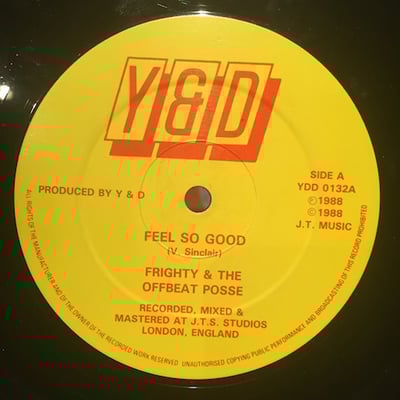 Y&D
SIDE A
YDD 0132A
PRODUCED BY Y & D
℗1988
©1988
J.T. MUSIC
FEEL SO GOOD
(V. Sinclair)
FRIGHTY & THE
OFFBEAT POSSE
RECORDED, MIXED &
MASTERED AT J.T.S. STUDIOS
LONDON, ENGLAND
ALL RIGHTS OF THE MANUFACTURER AND OF THE OWNER OF THE RECORDED WORK RESERVED. UNAUTHORISED COPYING PUBLIC PERFORMANCE AND BROADCASTING OF THIS RECORD PROHIBITED